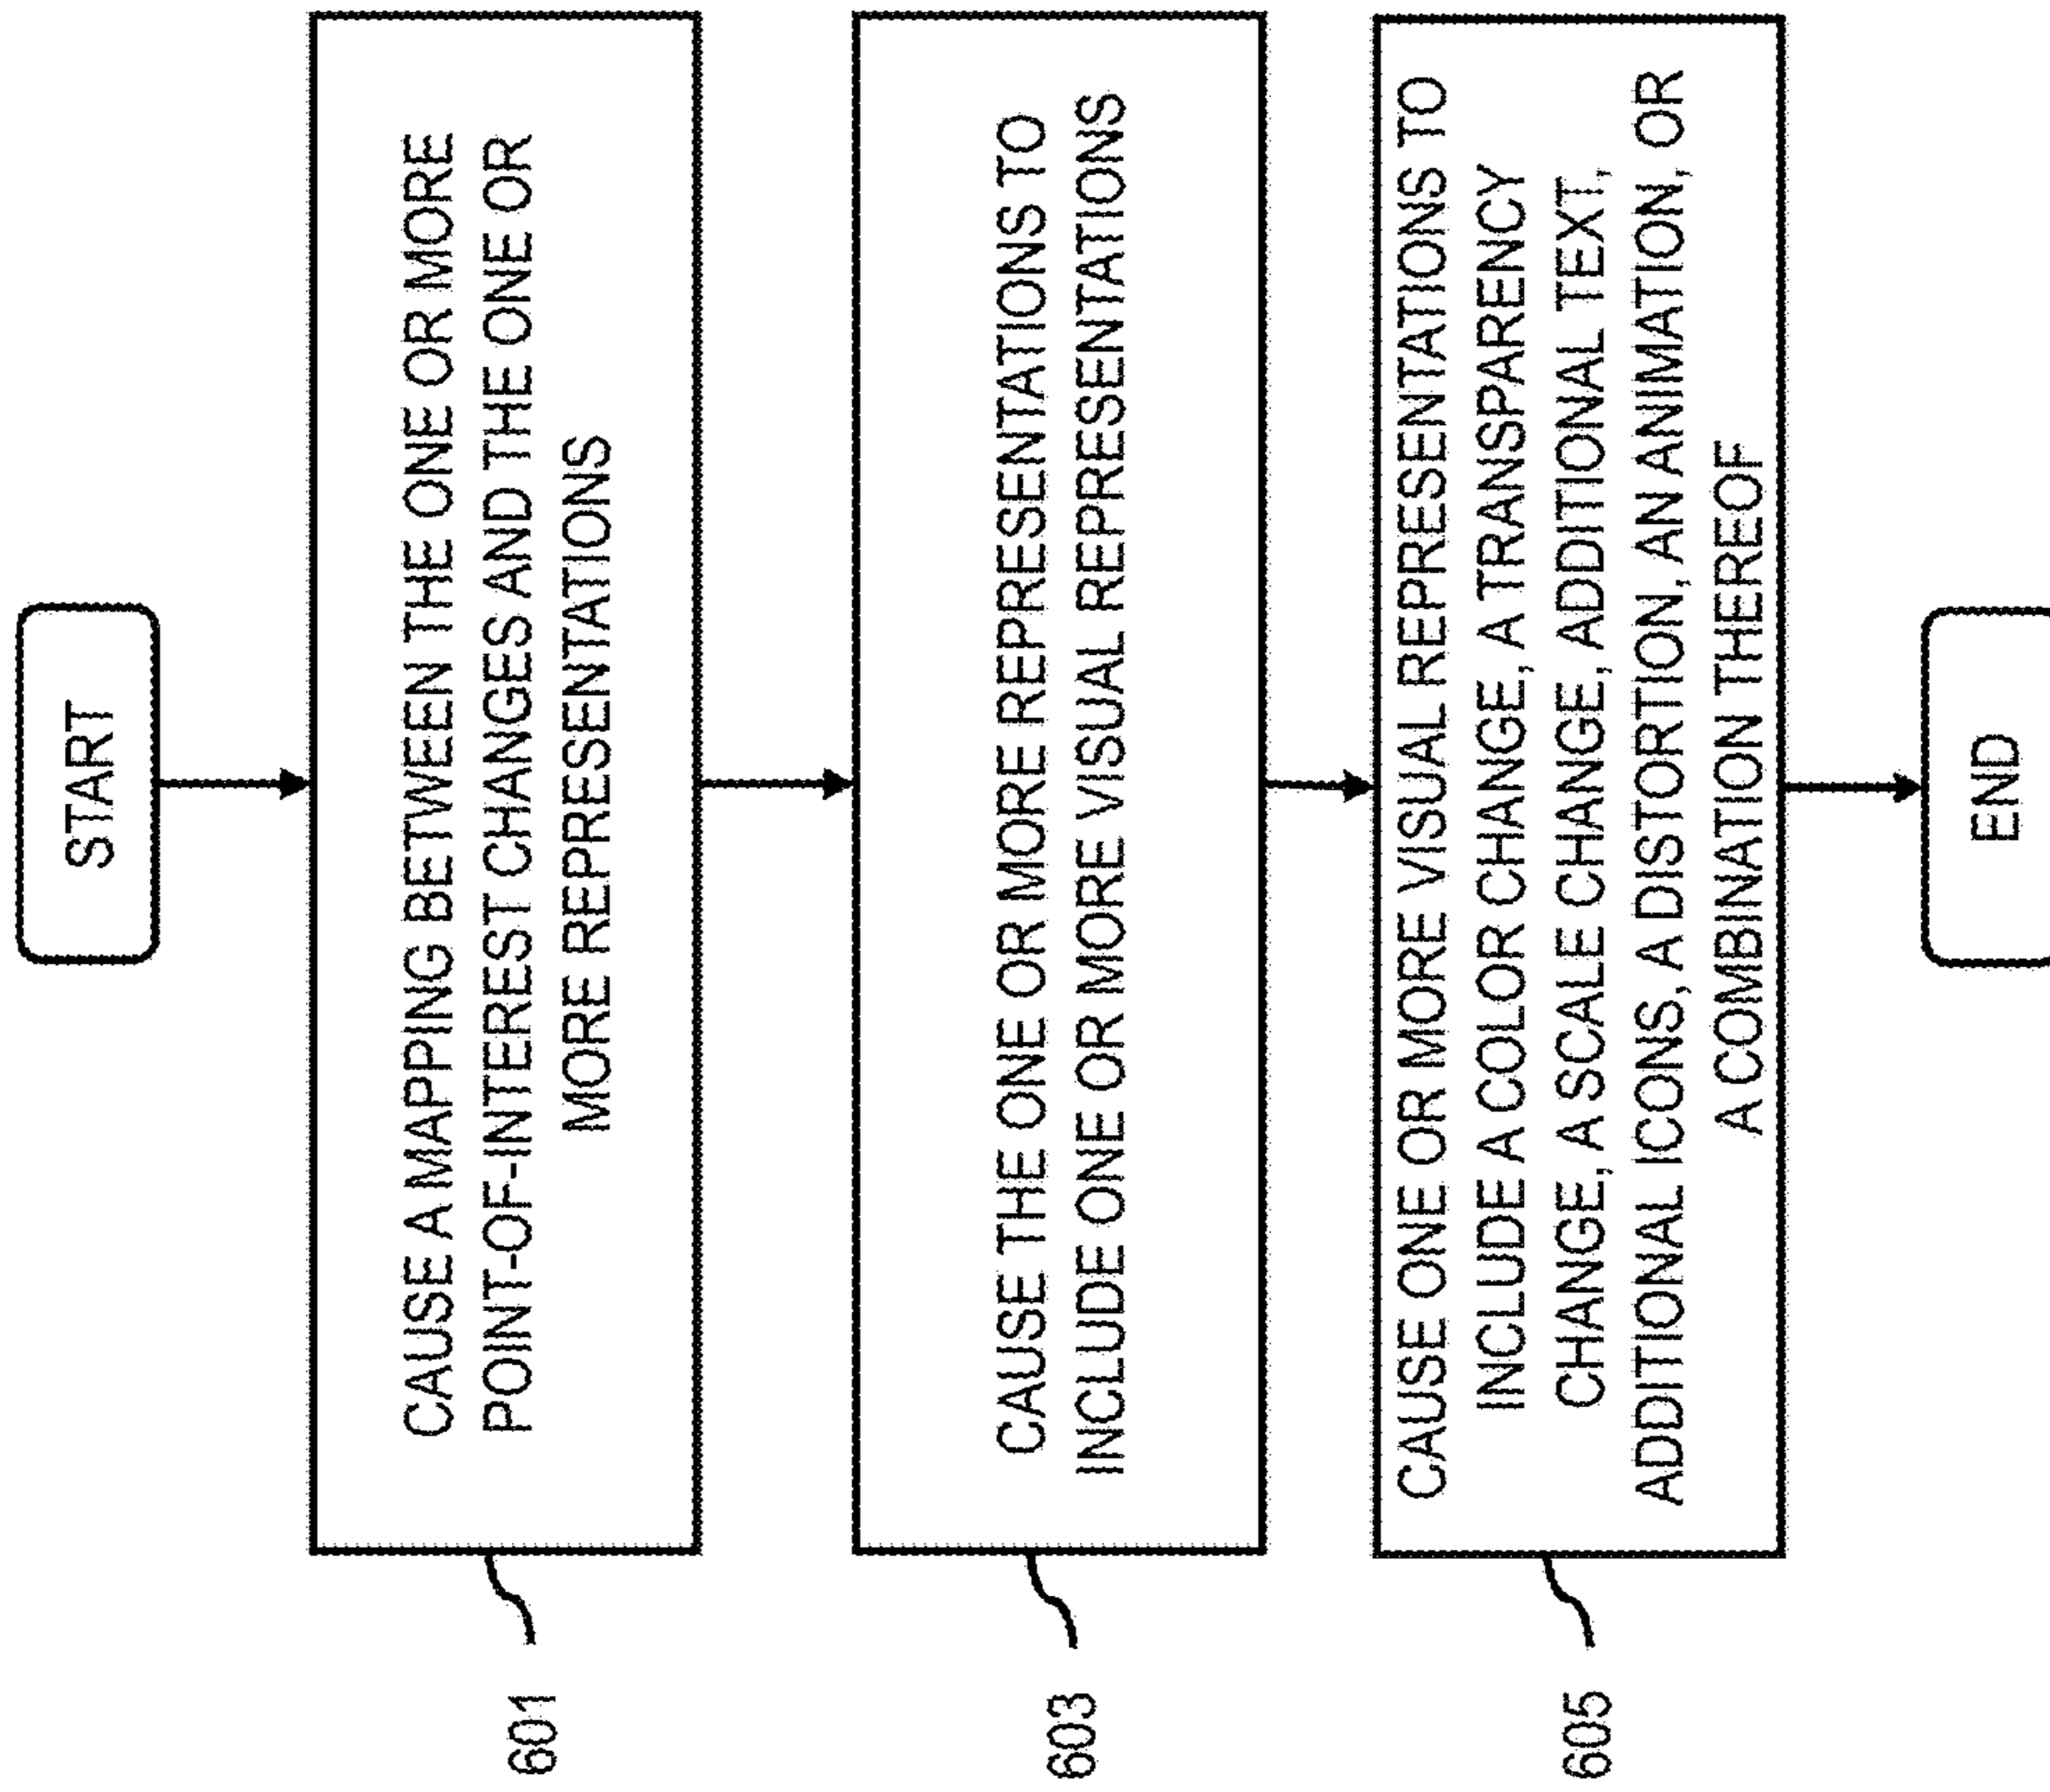 START
CAUSE A MAPPING BETWEEN THE ONE OR MORE
POINT-OF-INTEREST CHANGES AND THE ONE OR
MORE REPRESENTATIONS
601
CAUSE THE ONE OR MORE REPRESENTATIONS TO
INCLUDE ONE OR MORE VISUAL REPRESENTATIONS
603
CAUSE ONE OR MORE VISUAL REPRESENTATIONS TO
INCLUDE A COLOR CHANGE, A TRANSPARENCY
CHANGE, A SCALE CHANGE, ADDITIONAL TEXT,
ADDITIONAL ICONS, A DISTORTION, AN ANIMATION, OR
A COMBINATION THEREOF
605
END